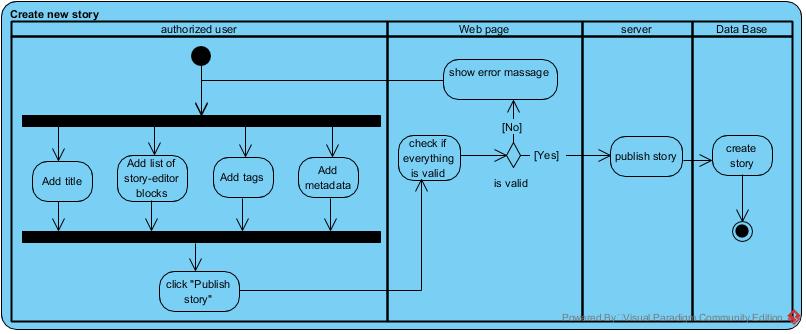 Create new story
authorized user
Web page
server
Data Base
show error massage
[No]
check if
everything
is valid
[Yes]
is valid
publish story
create
story
Add title
Add list of
story-editor
blocks
Add tags
Add
metadata
click "Publish
story"
Powered By Visual Paradigm Community Edition